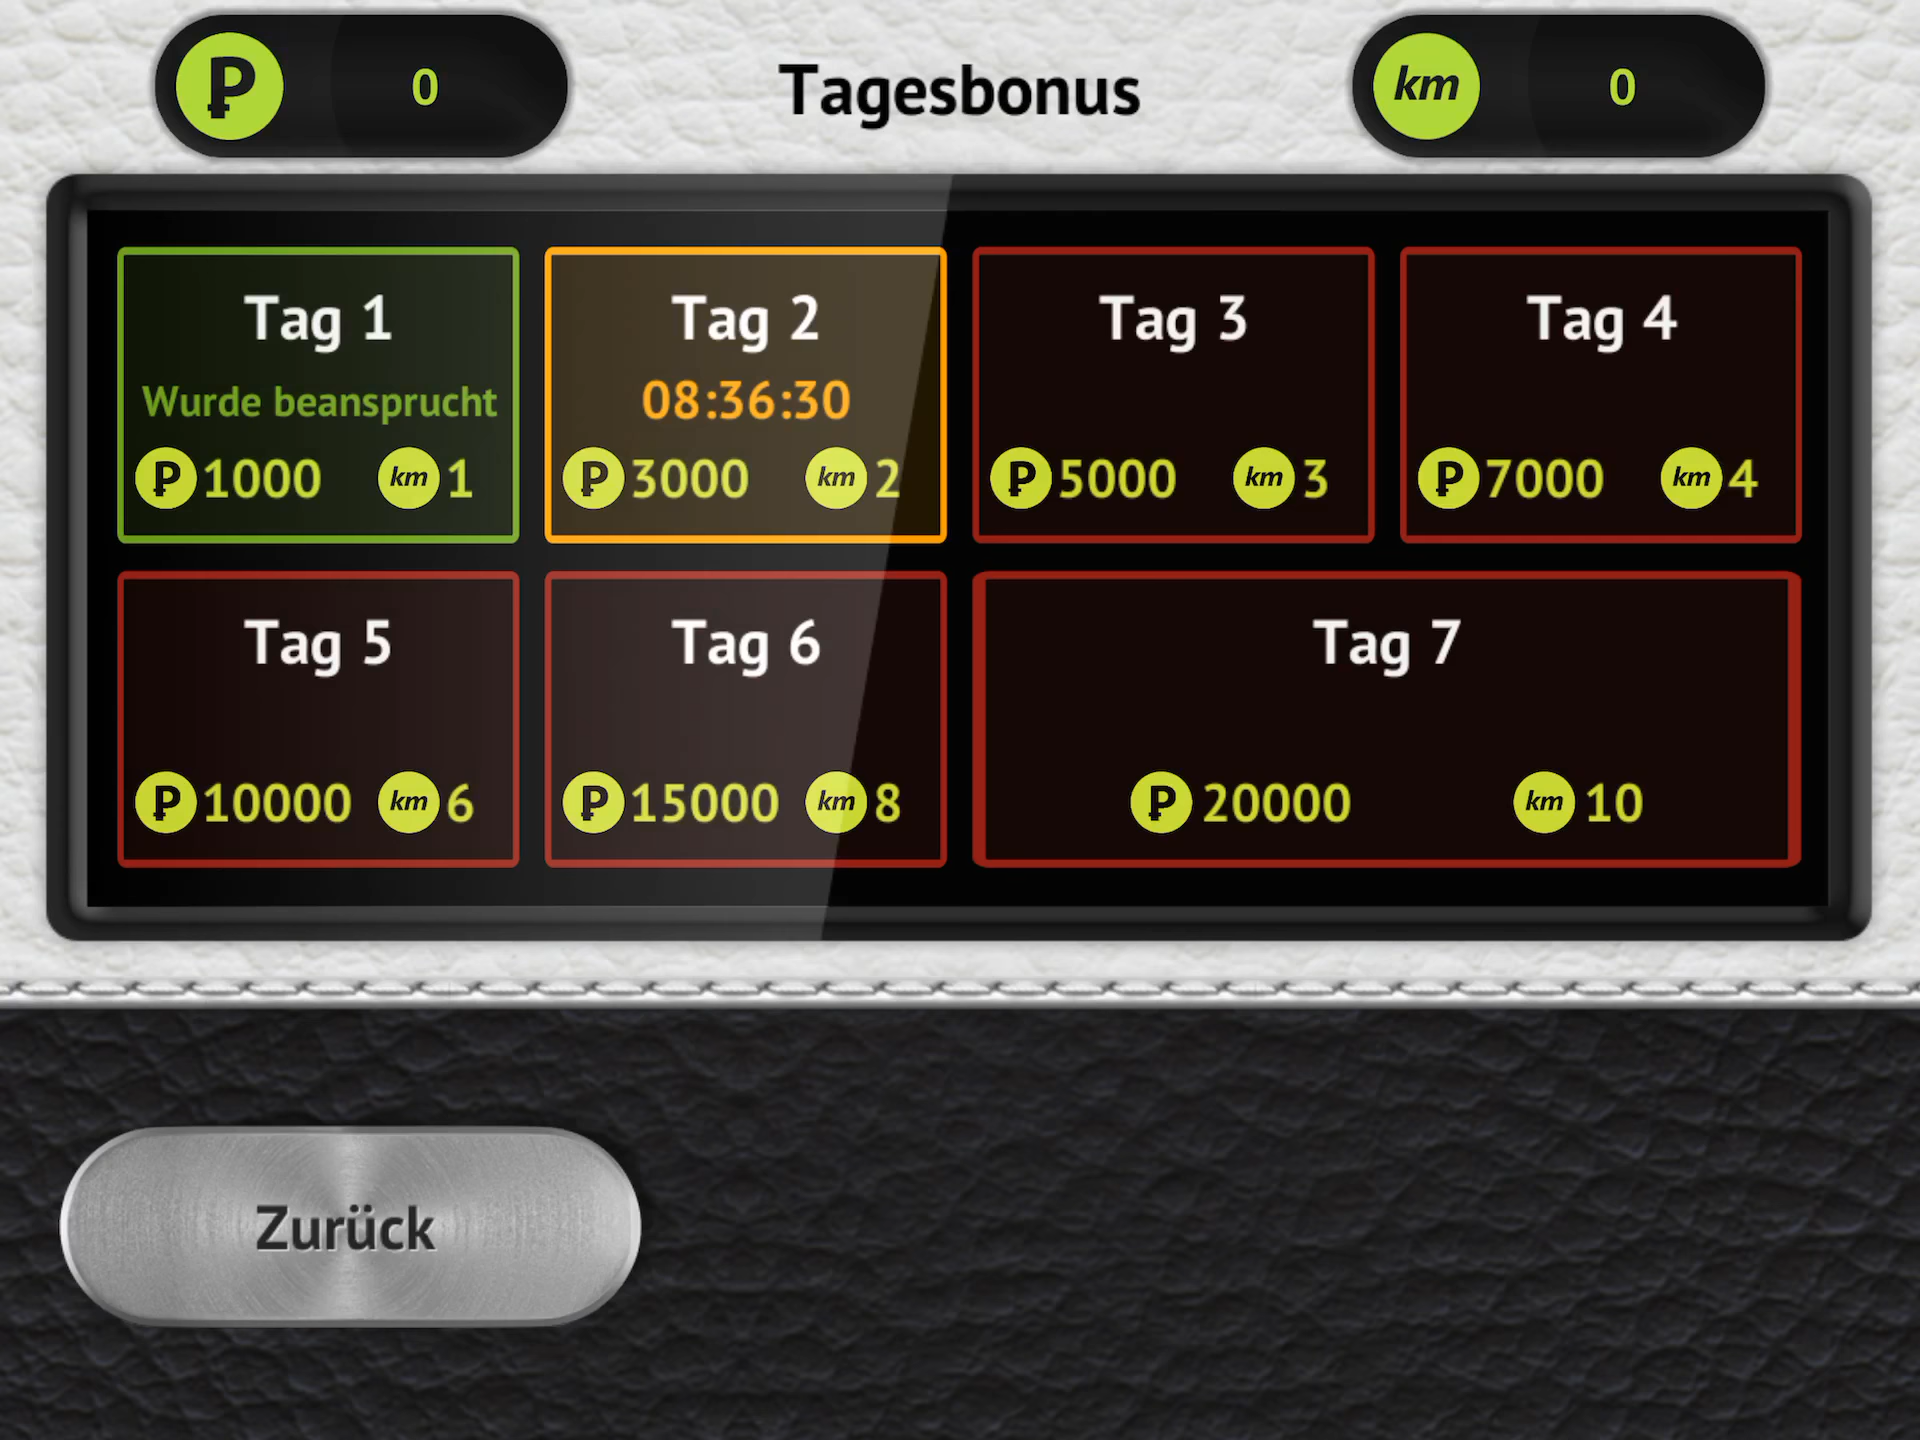 ₽ 0
Tagesbonus
km 0
Tag 1
Wurde beansprucht
₽ 1000 km 1
Tag 2
08:36:30
₽ 3000 km 2
Tag 3
₽ 5000 km 3
Tag 4
₽ 7000 km 4
Tag 5
₽ 10000 km 6
Tag 6
₽ 15000 km 8
Tag 7
₽ 20000 km 10
Zurück